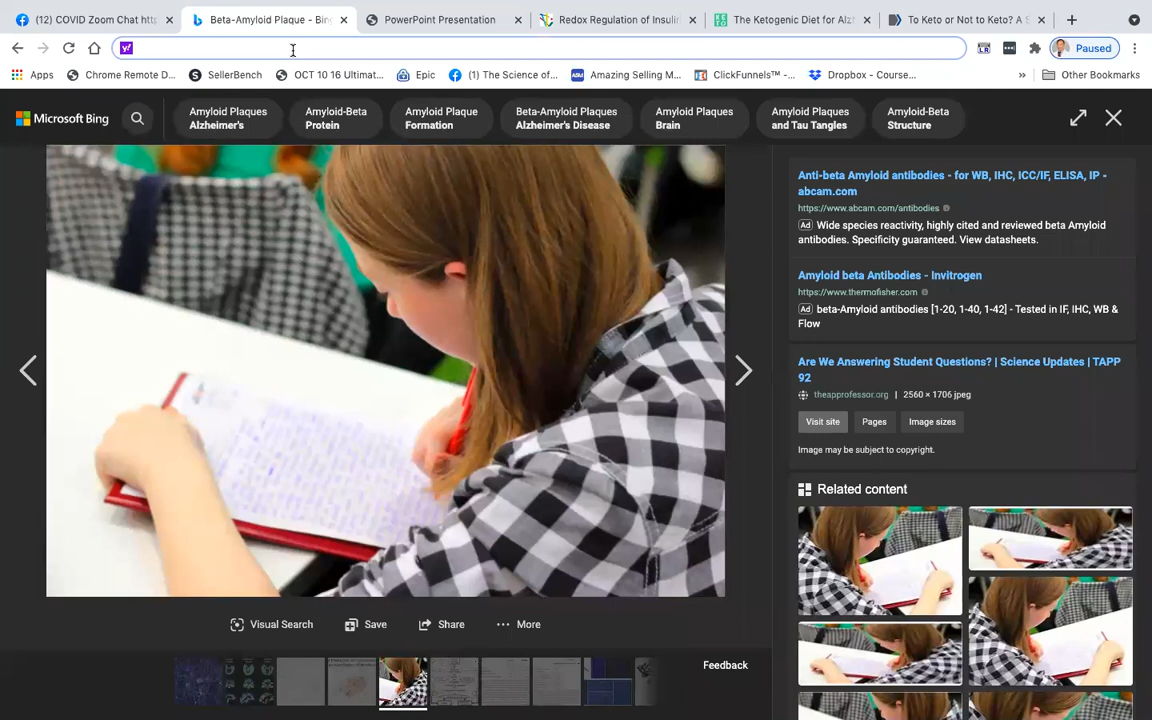 (12) COVID Zoom Chat http
Beta-Amyloid Plaque - Bing
PowerPoint Presentation
Redox Regulation of Insulin
The Ketogenic Diet for Alz
To Keto or Not to Keto? A S
y!
Paused
Apps
Chrome Remote D...
SellerBench
OCT 10 16 Ultimat...
Epic
(1) The Science of...
Amazing Selling M...
ClickFunnels™ -...
Dropbox - Course...
»
Other Bookmarks
Microsoft Bing
Amyloid Plaques Alzheimer's
Amyloid-Beta Protein
Amyloid Plaque Formation
Beta-Amyloid Plaques Alzheimer's Disease
Amyloid Plaques Brain
Amyloid Plaques and Tau Tangles
Amyloid-Beta Structure
Anti-beta Amyloid antibodies - for WB, IHC, ICC/IF, ELISA, IP -
abcam.com
https://www.abcam.com/antibodies
Ad Wide species reactivity, highly cited and reviewed beta Amyloid
antibodies. Specificity guaranteed. View datasheets.
Amyloid beta Antibodies - Invitrogen
https://www.thermofisher.com
Ad beta-Amyloid antibodies [1-20, 1-40, 1-42] - Tested in IF, IHC, WB &
Flow
Are We Answering Student Questions? | Science Updates | TAPP
92
theapprofessor.org | 2560 × 1706 jpeg
Visit site
Pages
Image sizes
Image may be subject to copyright.
Related content
Visual Search
Save
Share
More
Feedback